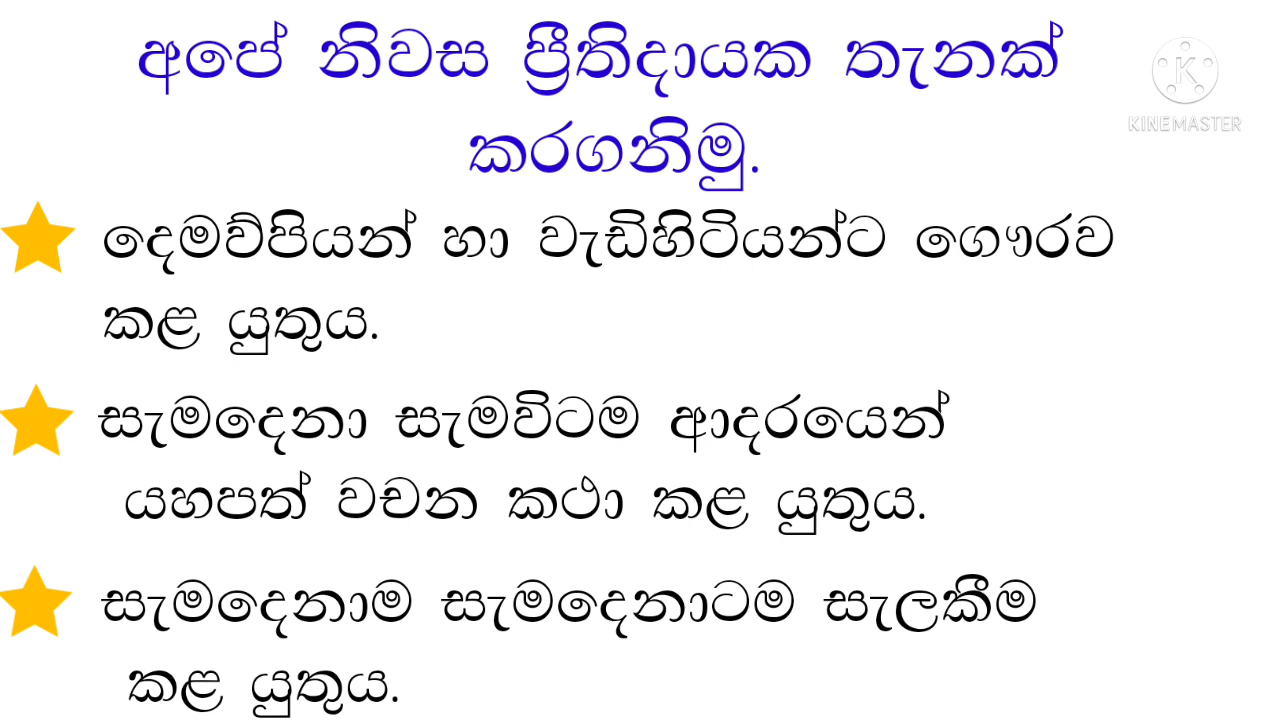 අපේ නිවස ප්‍රීතිදායක තැනක්
කරගනිමු.
KINEMASTER
දෙමව්පියන් හා වැඩිහිටියන්ට ගෞරව
කළ යුතුය.
සැමදෙනා සැමවිටම ආදරයෙන්
යහපත් වචන කථා කළ යුතුය.
සැමදෙනාම සැමදෙනාටම සැලකීම
කළ යුතුය.